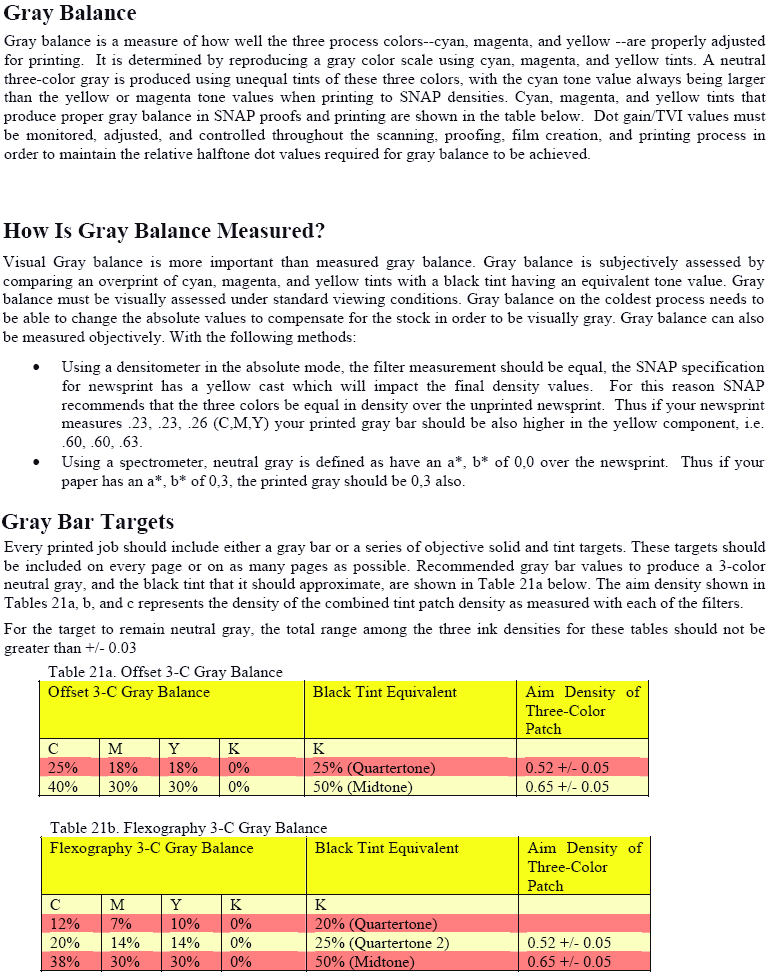 Gray Balance
Gray balance is a measure of how well the three process colors--cyan, magenta, and yellow --are properly adjusted
for printing. It is determined by reproducing a gray color scale using cyan, magenta, and yellow tints. A neutral
three-color gray is produced using unequal tints of these three colors, with the cyan tone value always being larger
than the yellow or magenta tone values when printing to SNAP densities. Cyan, magenta, and yellow tints that
produce proper gray balance in SNAP proofs and printing are shown in the table below. Dot gain/TVI values must
be monitored, adjusted, and controlled throughout the scanning, proofing, film creation, and printing process in
order to maintain the relative halftone dot values required for gray balance to be achieved.
How Is Gray Balance Measured?
Visual Gray balance is more important than measured gray balance. Gray balance is subjectively assessed by
comparing an overprint of cyan, magenta, and yellow tints with a black tint having an equivalent tone value. Gray
balance must be visually assessed under standard viewing conditions. Gray balance on the coldest process needs to
be able to change the absolute values to compensate for the stock in order to be visually gray. Gray balance can also
be measured objectively. With the following methods:
• Using a densitometer in the absolute mode, the filter measurement should be equal, the SNAP specification
for newsprint has a yellow cast which will impact the final density values. For this reason SNAP
recommends that the three colors be equal in density over the unprinted newsprint. Thus if your newsprint
measures .23, .23, .26 (C,M,Y) your printed gray bar should be also higher in the yellow component, i.e.
.60, .60, .63.
• Using a spectrometer, neutral gray is defined as have an a*, b* of 0,0 over the newsprint. Thus if your
paper has an a*, b* of 0,3, the printed gray should be 0,3 also.
Gray Bar Targets
Every printed job should include either a gray bar or a series of objective solid and tint targets. These targets should
be included on every page or on as many pages as possible. Recommended gray bar values to produce a 3-color
neutral gray, and the black tint that it should approximate, are shown in Table 21a below. The aim density shown in
Tables 21a, b, and c represents the density of the combined tint patch density as measured with each of the filters.
For the target to remain neutral gray, the total range among the three ink densities for these tables should not be
greater than +/- 0.03
Table 21a. Offset 3-C Gray Balance
Offset 3-C Gray Balance Black Tint Equivalent Aim Density of
Three-Color
Patch
C M Y K K
25% 18% 18% 0% 25% (Quartertone) 0.52 +/- 0.05
40% 30% 30% 0% 50% (Midtone) 0.65 +/- 0.05
Table 21b. Flexography 3-C Gray Balance
Flexography 3-C Gray Balance Black Tint Equivalent Aim Density of
Three-Color
Patch
C M Y K K
12% 7% 10% 0% 20% (Quartertone)
20% 14% 14% 0% 25% (Quartertone 2) 0.52 +/- 0.05
38% 30% 30% 0% 50% (Midtone) 0.65 +/- 0.05